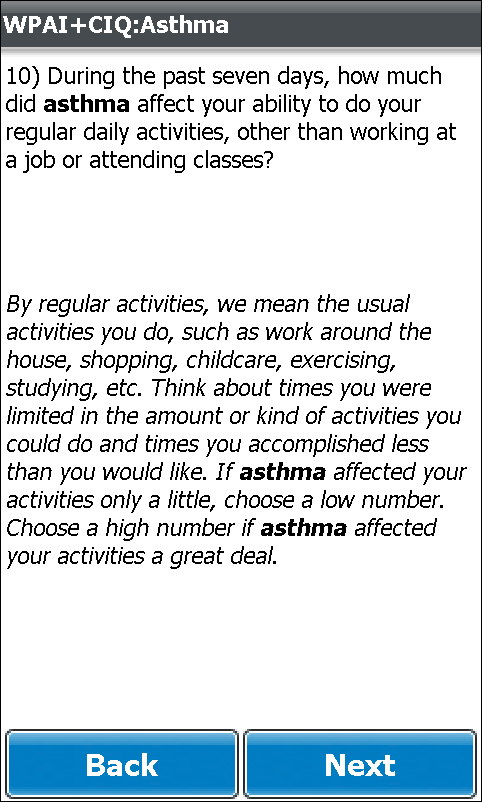 WPAI+CIQ:Asthma
10) During the past seven days, how much
did asthma affect your ability to do your
regular daily activities, other than working at
a job or attending classes?
By regular activities, we mean the usual
activities you do, such as work around the
house, shopping, childcare, exercising,
studying, etc. Think about times you were
limited in the amount or kind of activities you
could do and times you accomplished less
than you would like. If asthma affected your
activities only a little, choose a low number.
Choose a high number if asthma affected
your activities a great deal.
Back Next